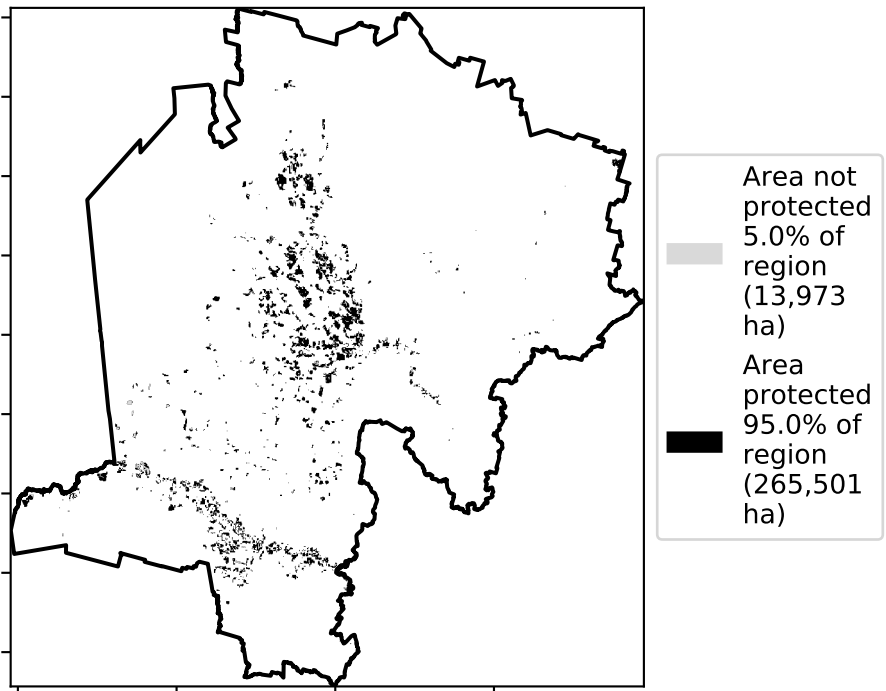 Area not
protected
5.0% of
region
(13,973
ha)
Area
protected
95.0% of
region
(265,501
ha)